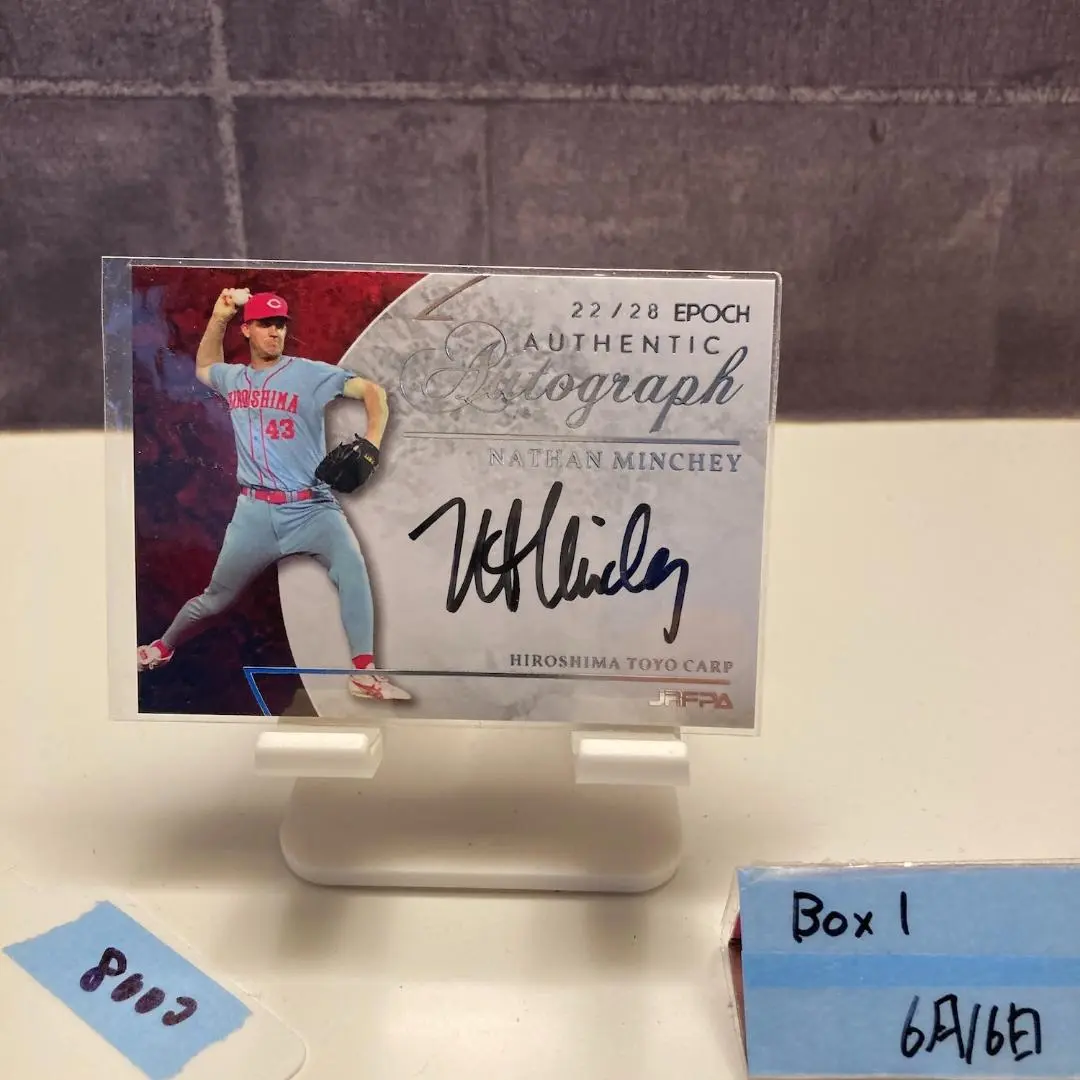 22/28 EPOCH
AUTHENTIC
Autograph
NATHAN MINCHEY
HIROSHIMA
43
HIROSHIMA TOYO CARP
JRFPA
Box 1
6月16日